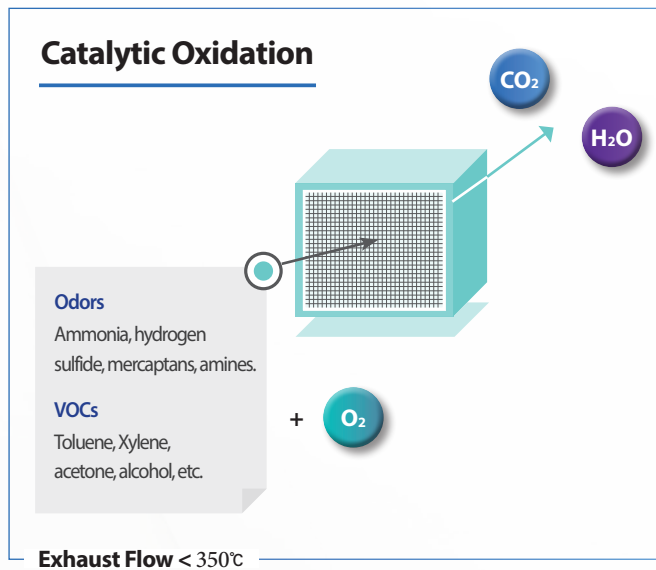 Catalytic Oxidation
CO₂
H₂O
Odors
Ammonia, hydrogen
sulfide, mercaptans, amines.
VOCs
Toluene, Xylene,
acetone, alcohol, etc.
+ O₂
Exhaust Flow < 350℃